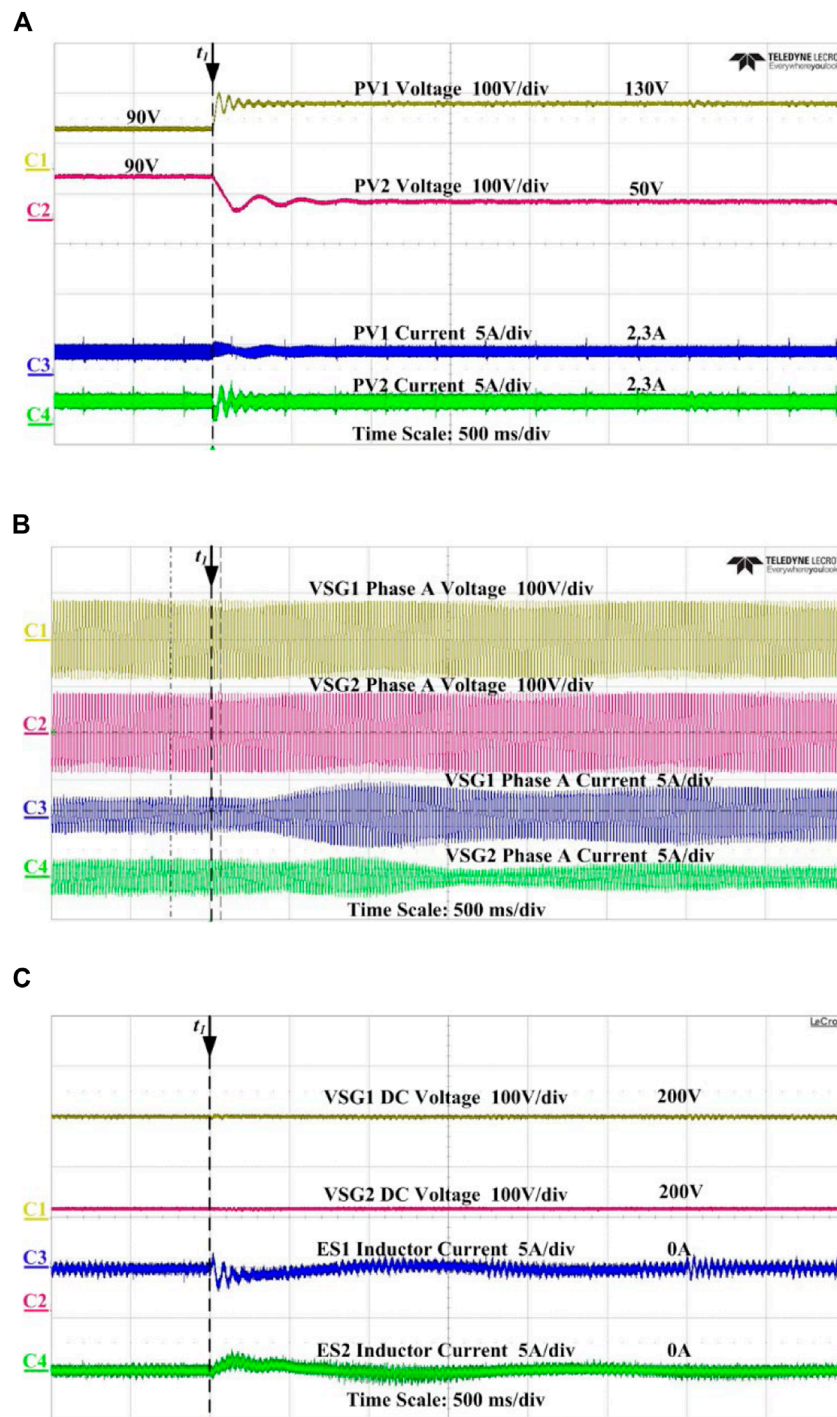 A
t₁
TELEDYNE LECRO
Everywhereyoulook
PV1 Voltage 100V/div
130V
90V
C1
90V
PV2 Voltage 100V/div
50V
C2
PV1 Current 5A/div
2.3A
C3
PV2 Current 5A/div
2.3A
C4
Time Scale: 500 ms/div
B
t₁
TELEDYNE LECRO
Everywhereyoulook
VSG1 Phase A Voltage 100V/div
C1
VSG2 Phase A Voltage 100V/div
C2
VSG1 Phase A Current 5A/div
C3
VSG2 Phase A Current 5A/div
C4
Time Scale: 500 ms/div
C
t₁
LeCro
VSG1 DC Voltage 100V/div
200V
VSG2 DC Voltage 100V/div
200V
C1
ES1 Inductor Current 5A/div
0A
C3
C2
ES2 Inductor Current 5A/div
0A
C4
Time Scale: 500 ms/div